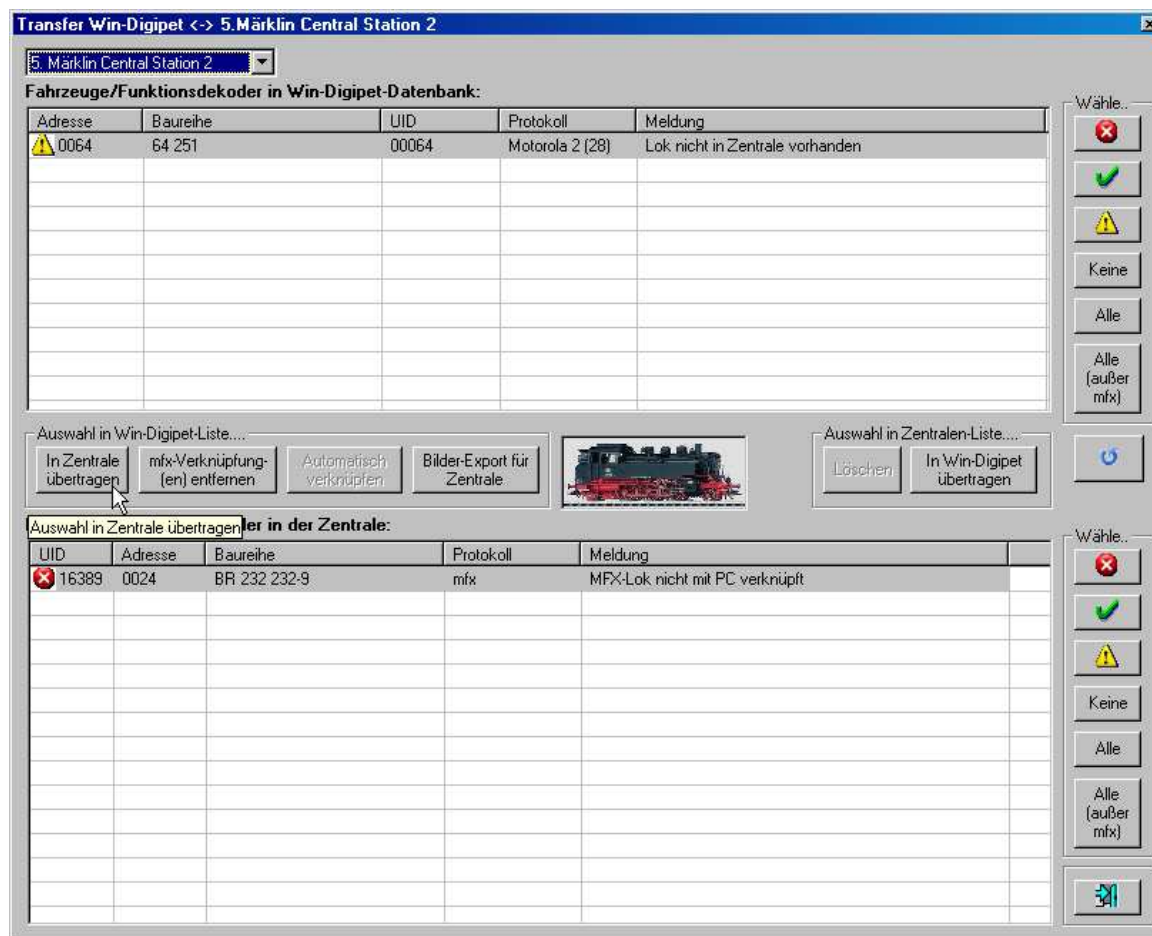 Transfer Win-Digipet <-> 5.Märklin Central Station 2
5. Märklin Central Station 2
Fahrzeuge/Funktionsdekoder in Win-Digipet-Datenbank:
Adresse Baureihe UID Protokoll Meldung
0064 64 251 00064 Motorola 2 (28) Lok nicht in Zentrale vorhanden
Wähle..
Keine
Alle
Alle
(außer
mfx)
Auswahl in Win-Digipet-Liste....
In Zentrale
übertragen
mfx-Verknüpfung-
(en) entfernen
Automatisch
verknüpfen
Bilder-Export für
Zentrale
Auswahl in Zentralen-Liste....
Löschen
In Win-Digipet
übertragen
Auswahl in Zentrale übertragen
der in der Zentrale:
UID Adresse Baureihe Protokoll Meldung
16389 0024 BR 232 232-9 mfx MFX-Lok nicht mit PC verknüpft
Wähle..
Keine
Alle
Alle
(außer
mfx)